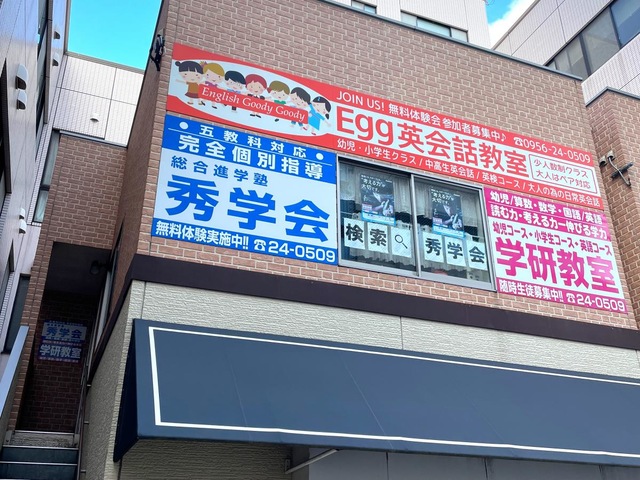 English Goody Goody
JOIN US! 無料体験会参加者募集中♪ ☎0956-24-0509
Egg英会話教室
少人数制クラス
大人はペア対応
幼児・小学生クラス/中高生英会話/英検コース/大人の為の日常英会話
●五教科対応●
完全個別指導
総合進学塾
秀学会
無料体験実施中!! ☎24-0509
検索
秀学会
幼児/算数・数学・国語/英語
読む力・考える力一伸びる学力
幼児コース・小学生コース・英語コース
学研教室
随時生徒募集中!! ☎24-0509
秀学会
学研教室